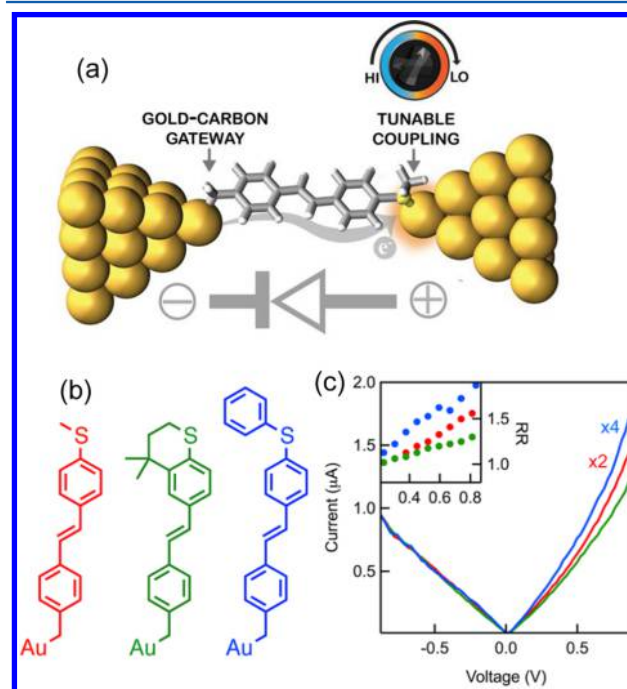 (a)
HI
LO
GOLD–CARBON
GATEWAY
TUNABLE
COUPLING
e⁻
(b)
S
S
S
Au
Au
Au
(c)
2.0
1.5
1.0
0.5
Current (μA)
-0.5
0.0
0.5
Voltage (V)
x4
x2
1.5
1.0
RR
0.4
0.6
0.8